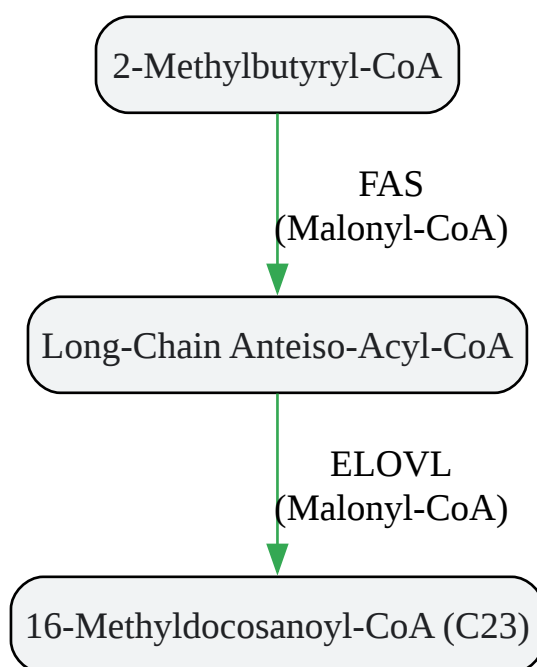 2-Methylbutyryl-CoA
FAS
(Malonyl-CoA)
Long-Chain Anteiso-Acyl-CoA
ELOVL
(Malonyl-CoA)
16-Methyldocosanoyl-CoA (C23)